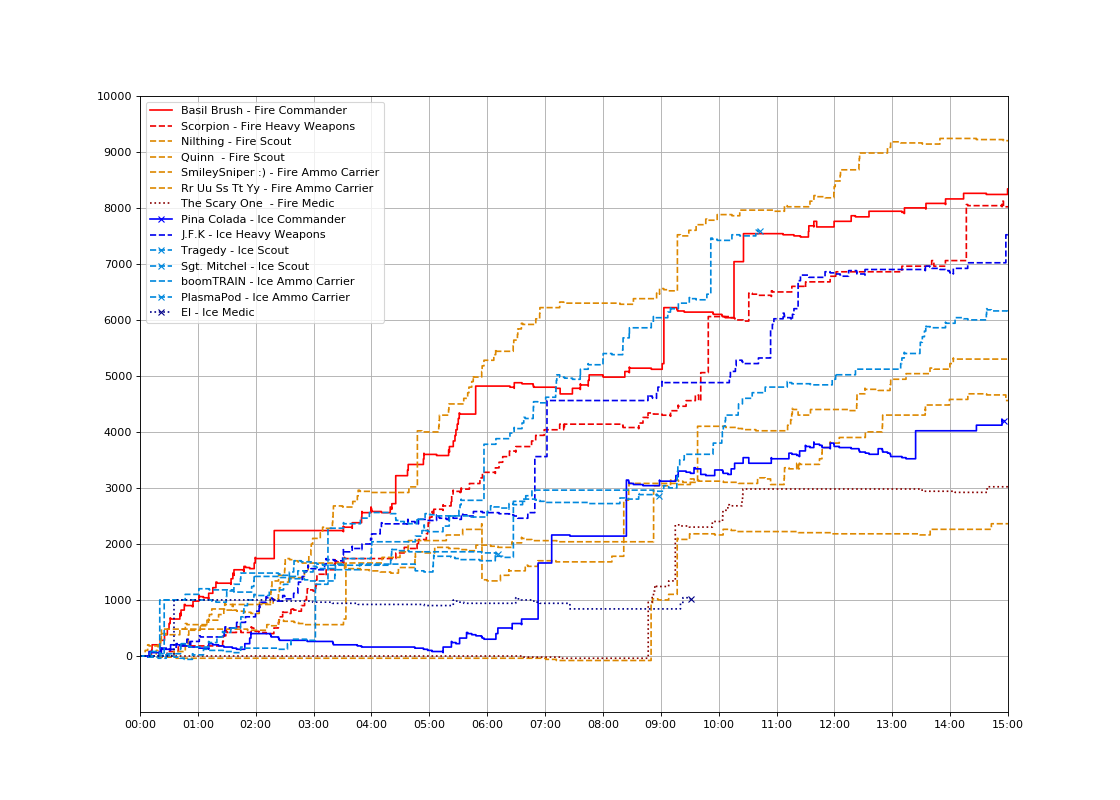 10000
9000
8000
7000
6000
5000
4000
3000
2000
1000
0
Basil Brush - Fire Commander
Scorpion - Fire Heavy Weapons
Nilthing - Fire Scout
Quinn  - Fire Scout
SmileySniper :) - Fire Ammo Carrier
Rr Uu Ss Tt Yy - Fire Ammo Carrier
The Scary One  - Fire Medic
Pina Colada - Ice Commander
J.F.K - Ice Heavy Weapons
Tragedy - Ice Scout
Sgt. Mitchel - Ice Scout
boomTRAIN - Ice Ammo Carrier
PlasmaPod - Ice Ammo Carrier
El - Ice Medic
00:00 01:00 02:00 03:00 04:00 05:00 06:00 07:00 08:00 09:00 10:00 11:00 12:00 13:00 14:00 15:00